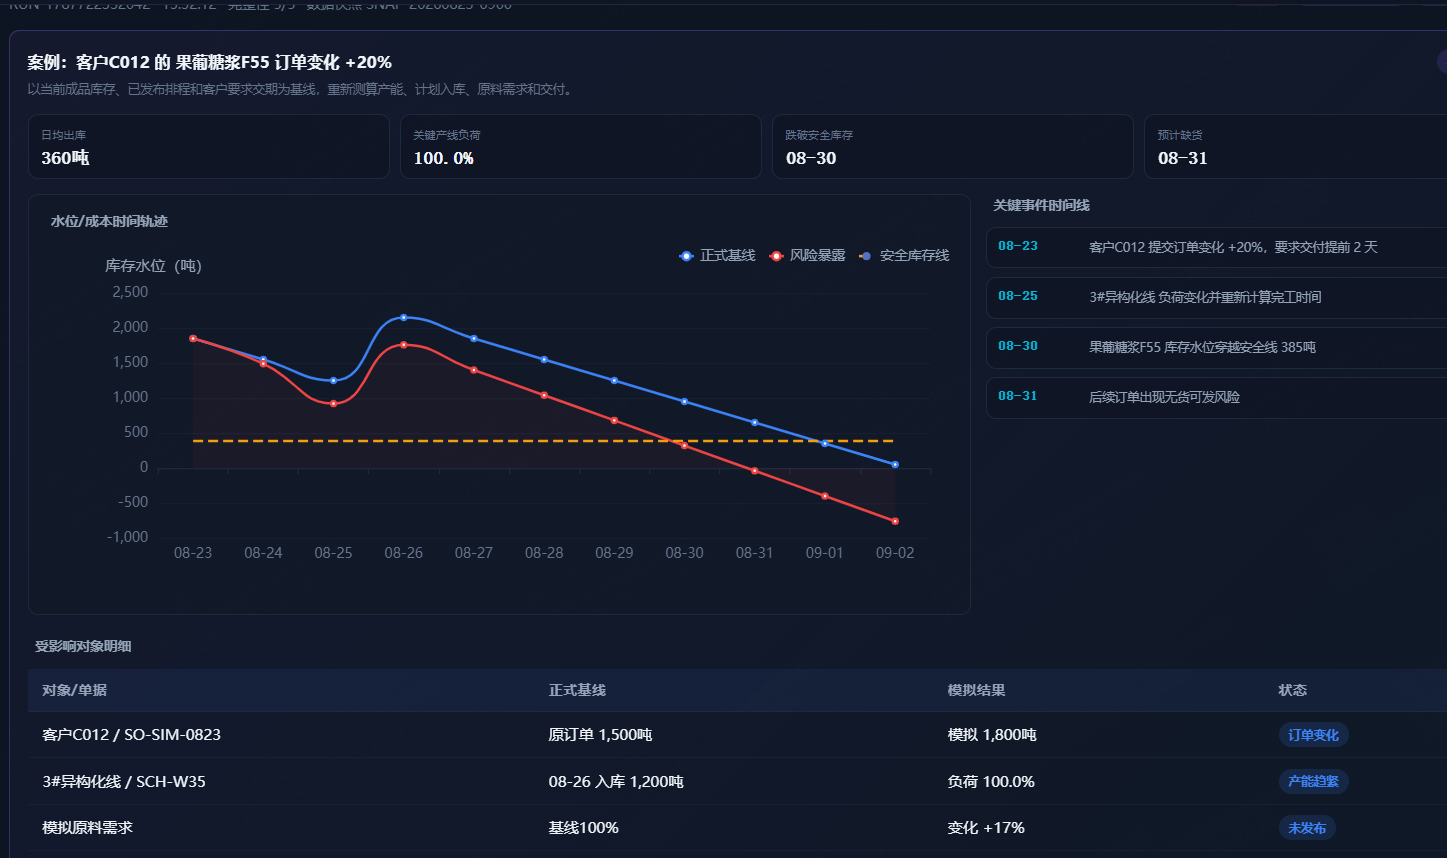 案例：客户C012 的 果葡糖浆F55 订单变化 +20%
以当前成品库存、已发布排程和客户要求交期为基线，重新测算产能、计划入库、原料需求和交付。
日均出库
360吨
关键产线负荷
100.0%
跌破安全库存
08-30
预计缺货
08-31
水位/成本时间轨迹
正式基线
风险暴露
安全库存线
库存水位（吨）
2,500
2,000
1,500
1,000
500
0
-500
-1,000
08-23
08-24
08-25
08-26
08-27
08-28
08-29
08-30
08-31
09-01
09-02
关键事件时间线
08-23 客户C012 提交订单变化 +20%，要求交付提前 2 天
08-25 3#异构化线 负荷变化并重新计算完工时间
08-30 果葡糖浆F55 库存水位穿越安全线 385吨
08-31 后续订单出现无货可发风险
受影响对象明细
对象/单据 正式基线 模拟结果 状态
客户C012 / SO-SIM-0823 原订单 1,500吨 模拟 1,800吨 订单变化
3#异构化线 / SCH-W35 08-26 入库 1,200吨 负荷 100.0% 产能趋紧
模拟原料需求 基线100% 变化 +17% 未发布